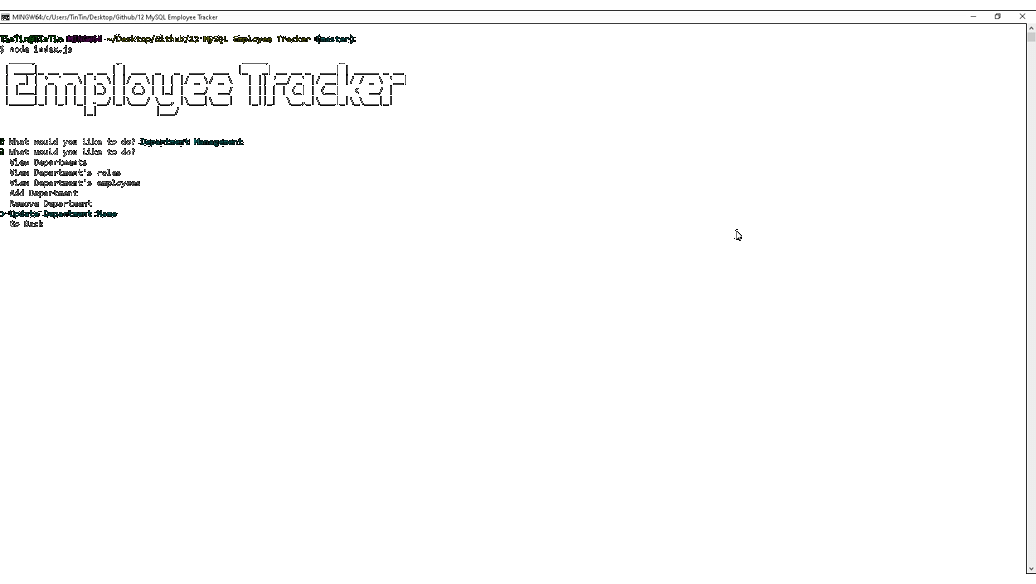 MINGW64:/c/Users/TinTin/Desktop/Github/12 MySQL Employee Tracker
TinTin@TinTin MINGW64 ~/Desktop/Github/12 MySQL Employee Tracker (master)
$ node index.js
Employee Tracker
? What would you like to do? Department Management
? What would you like to do?
View Departments
View Department's roles
View Department's employees
Add Department
Remove Department
> Update Department Name
Go Back